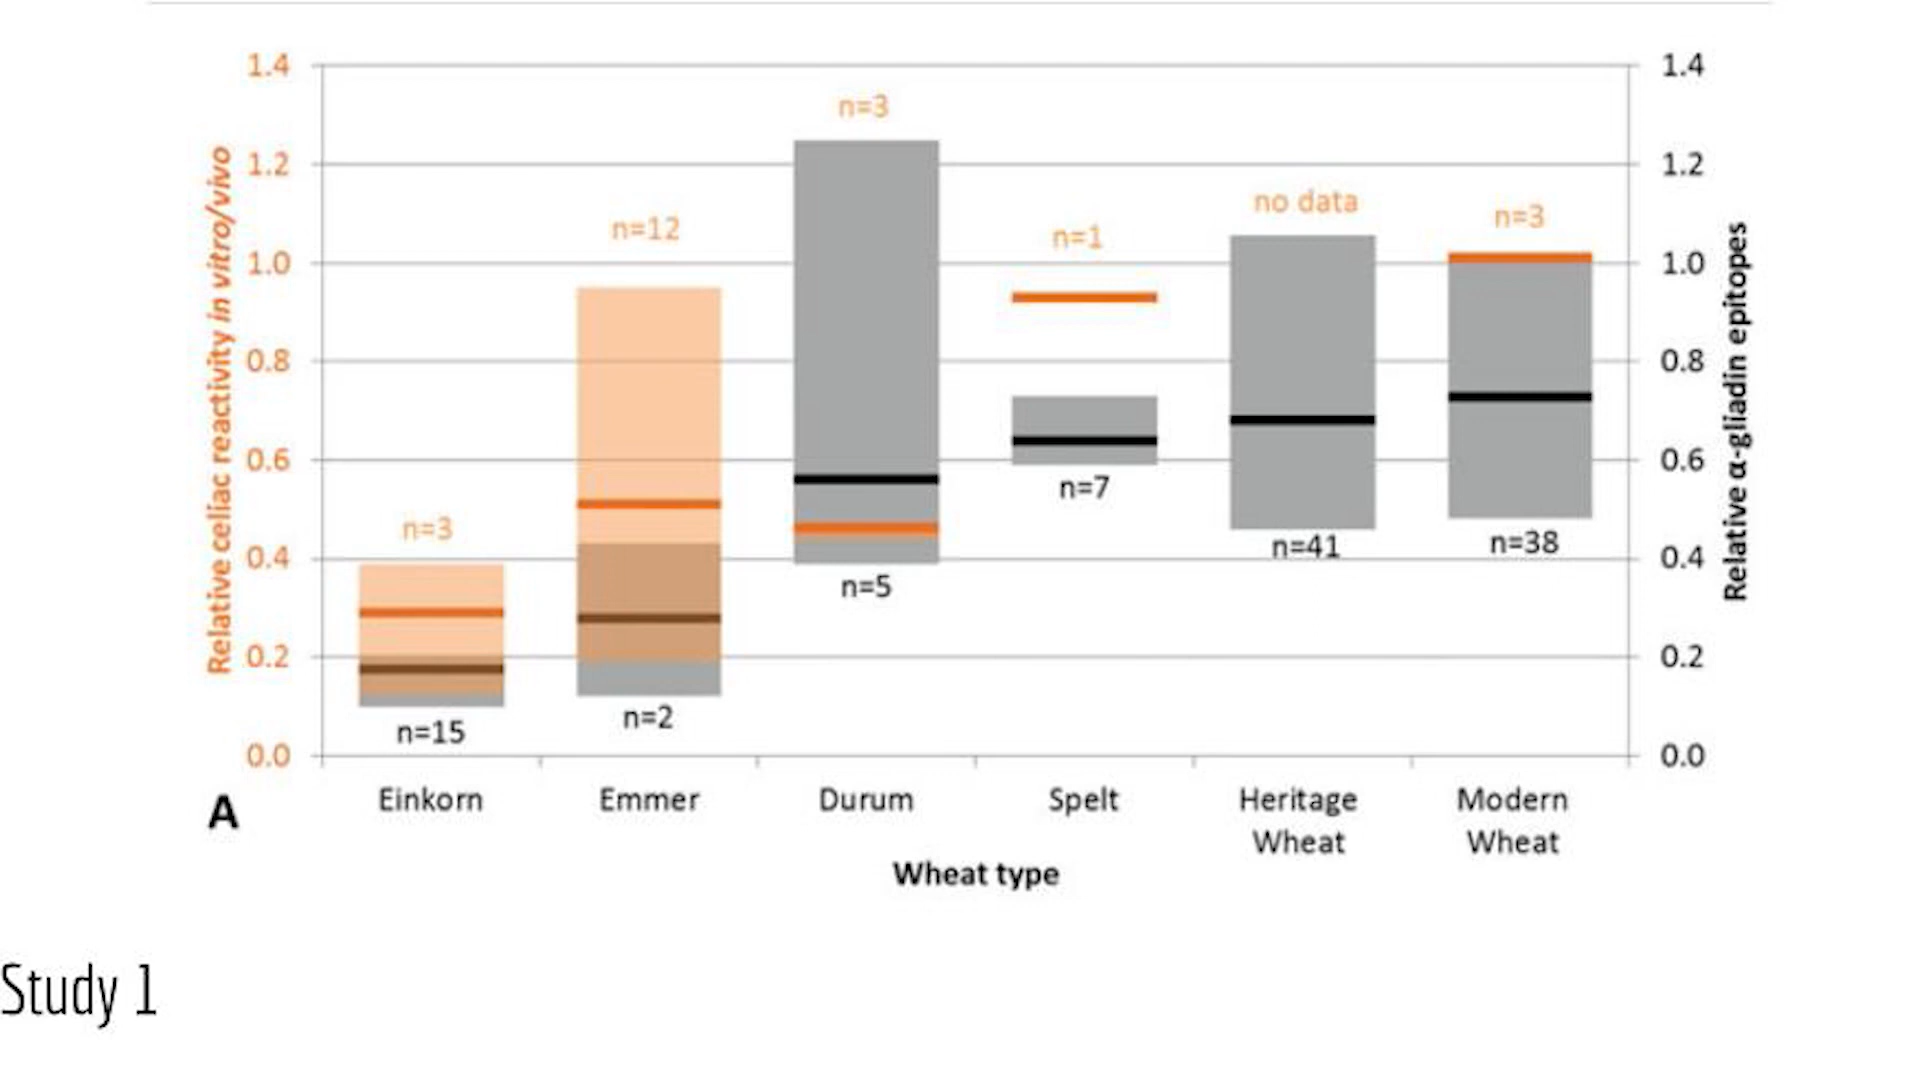 1.4
1.2
1.0
0.8
0.6
0.4
0.2
0.0
Relative celiac reactivity in vitro/vivo
n=3
n=12
n=3
n=1
no data
n=3
n=15
n=2
n=5
n=7
n=41
n=38
1.4
1.2
1.0
0.8
0.6
0.4
0.2
0.0
Relative α-gliadin epitopes
A
Einkorn
Emmer
Durum
Spelt
Heritage
Wheat
Modern
Wheat
Wheat type
Study 1